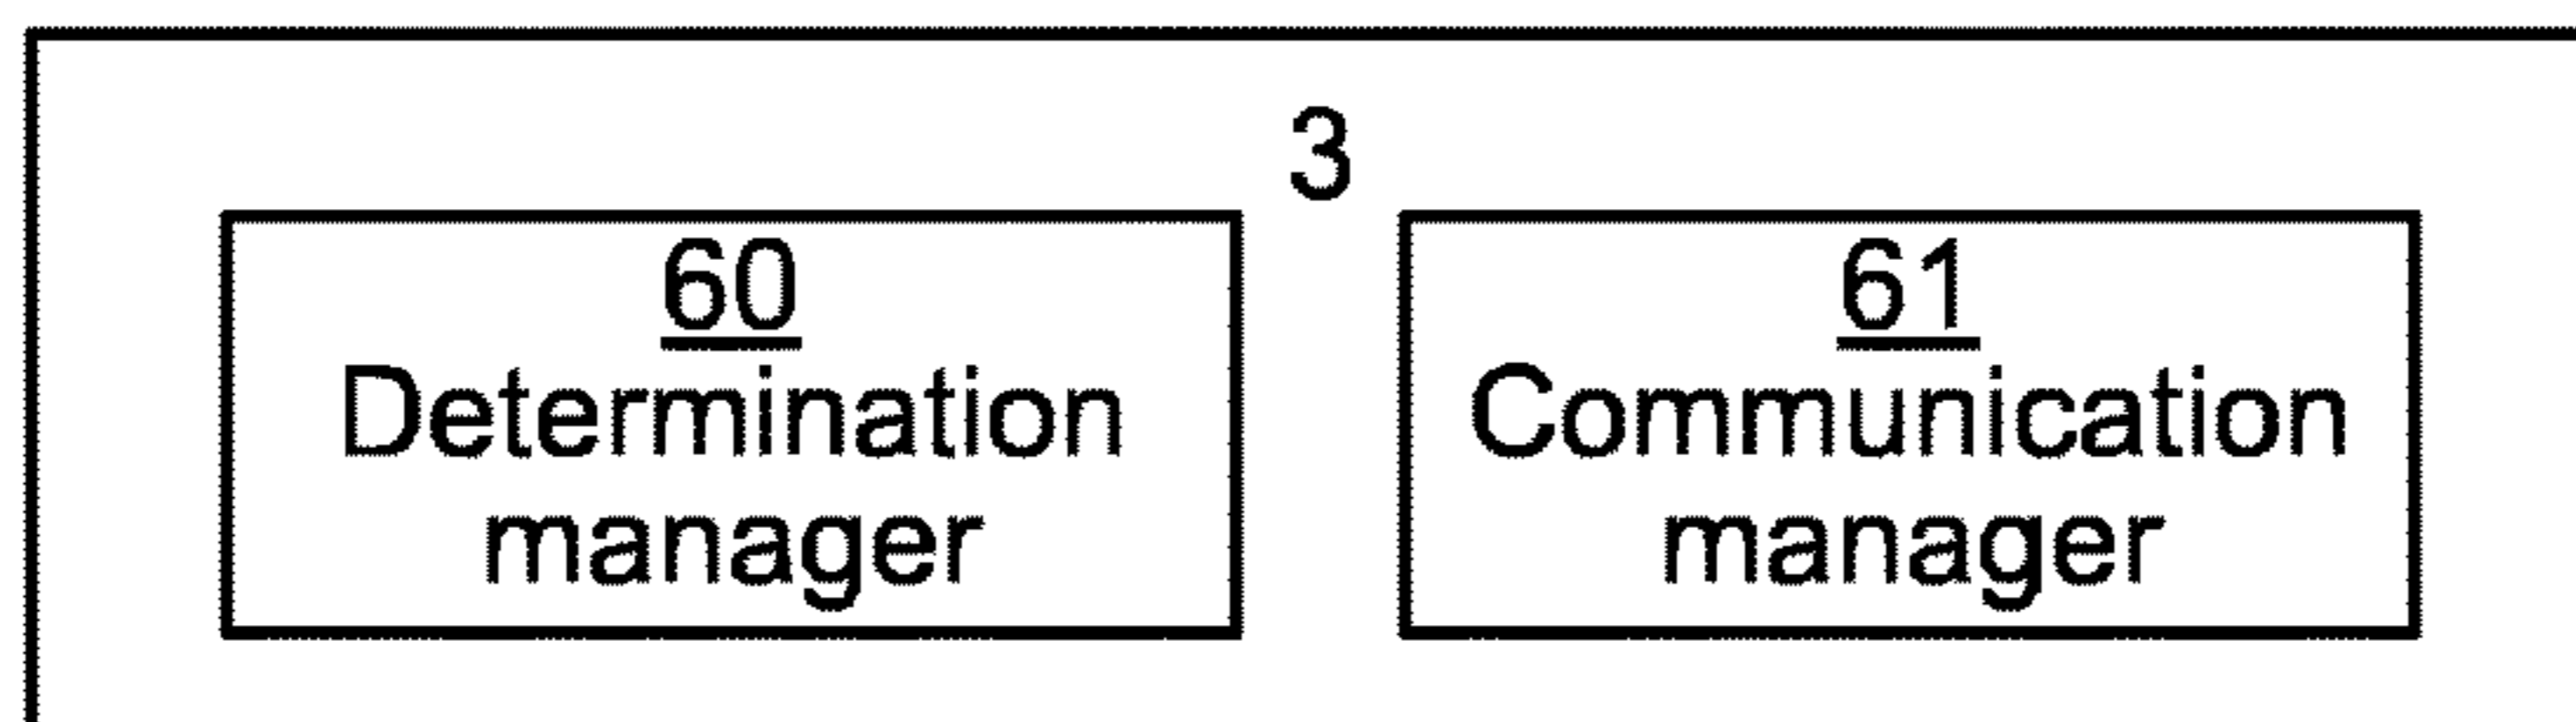 3
60
Determination
manager
61
Communication
manager